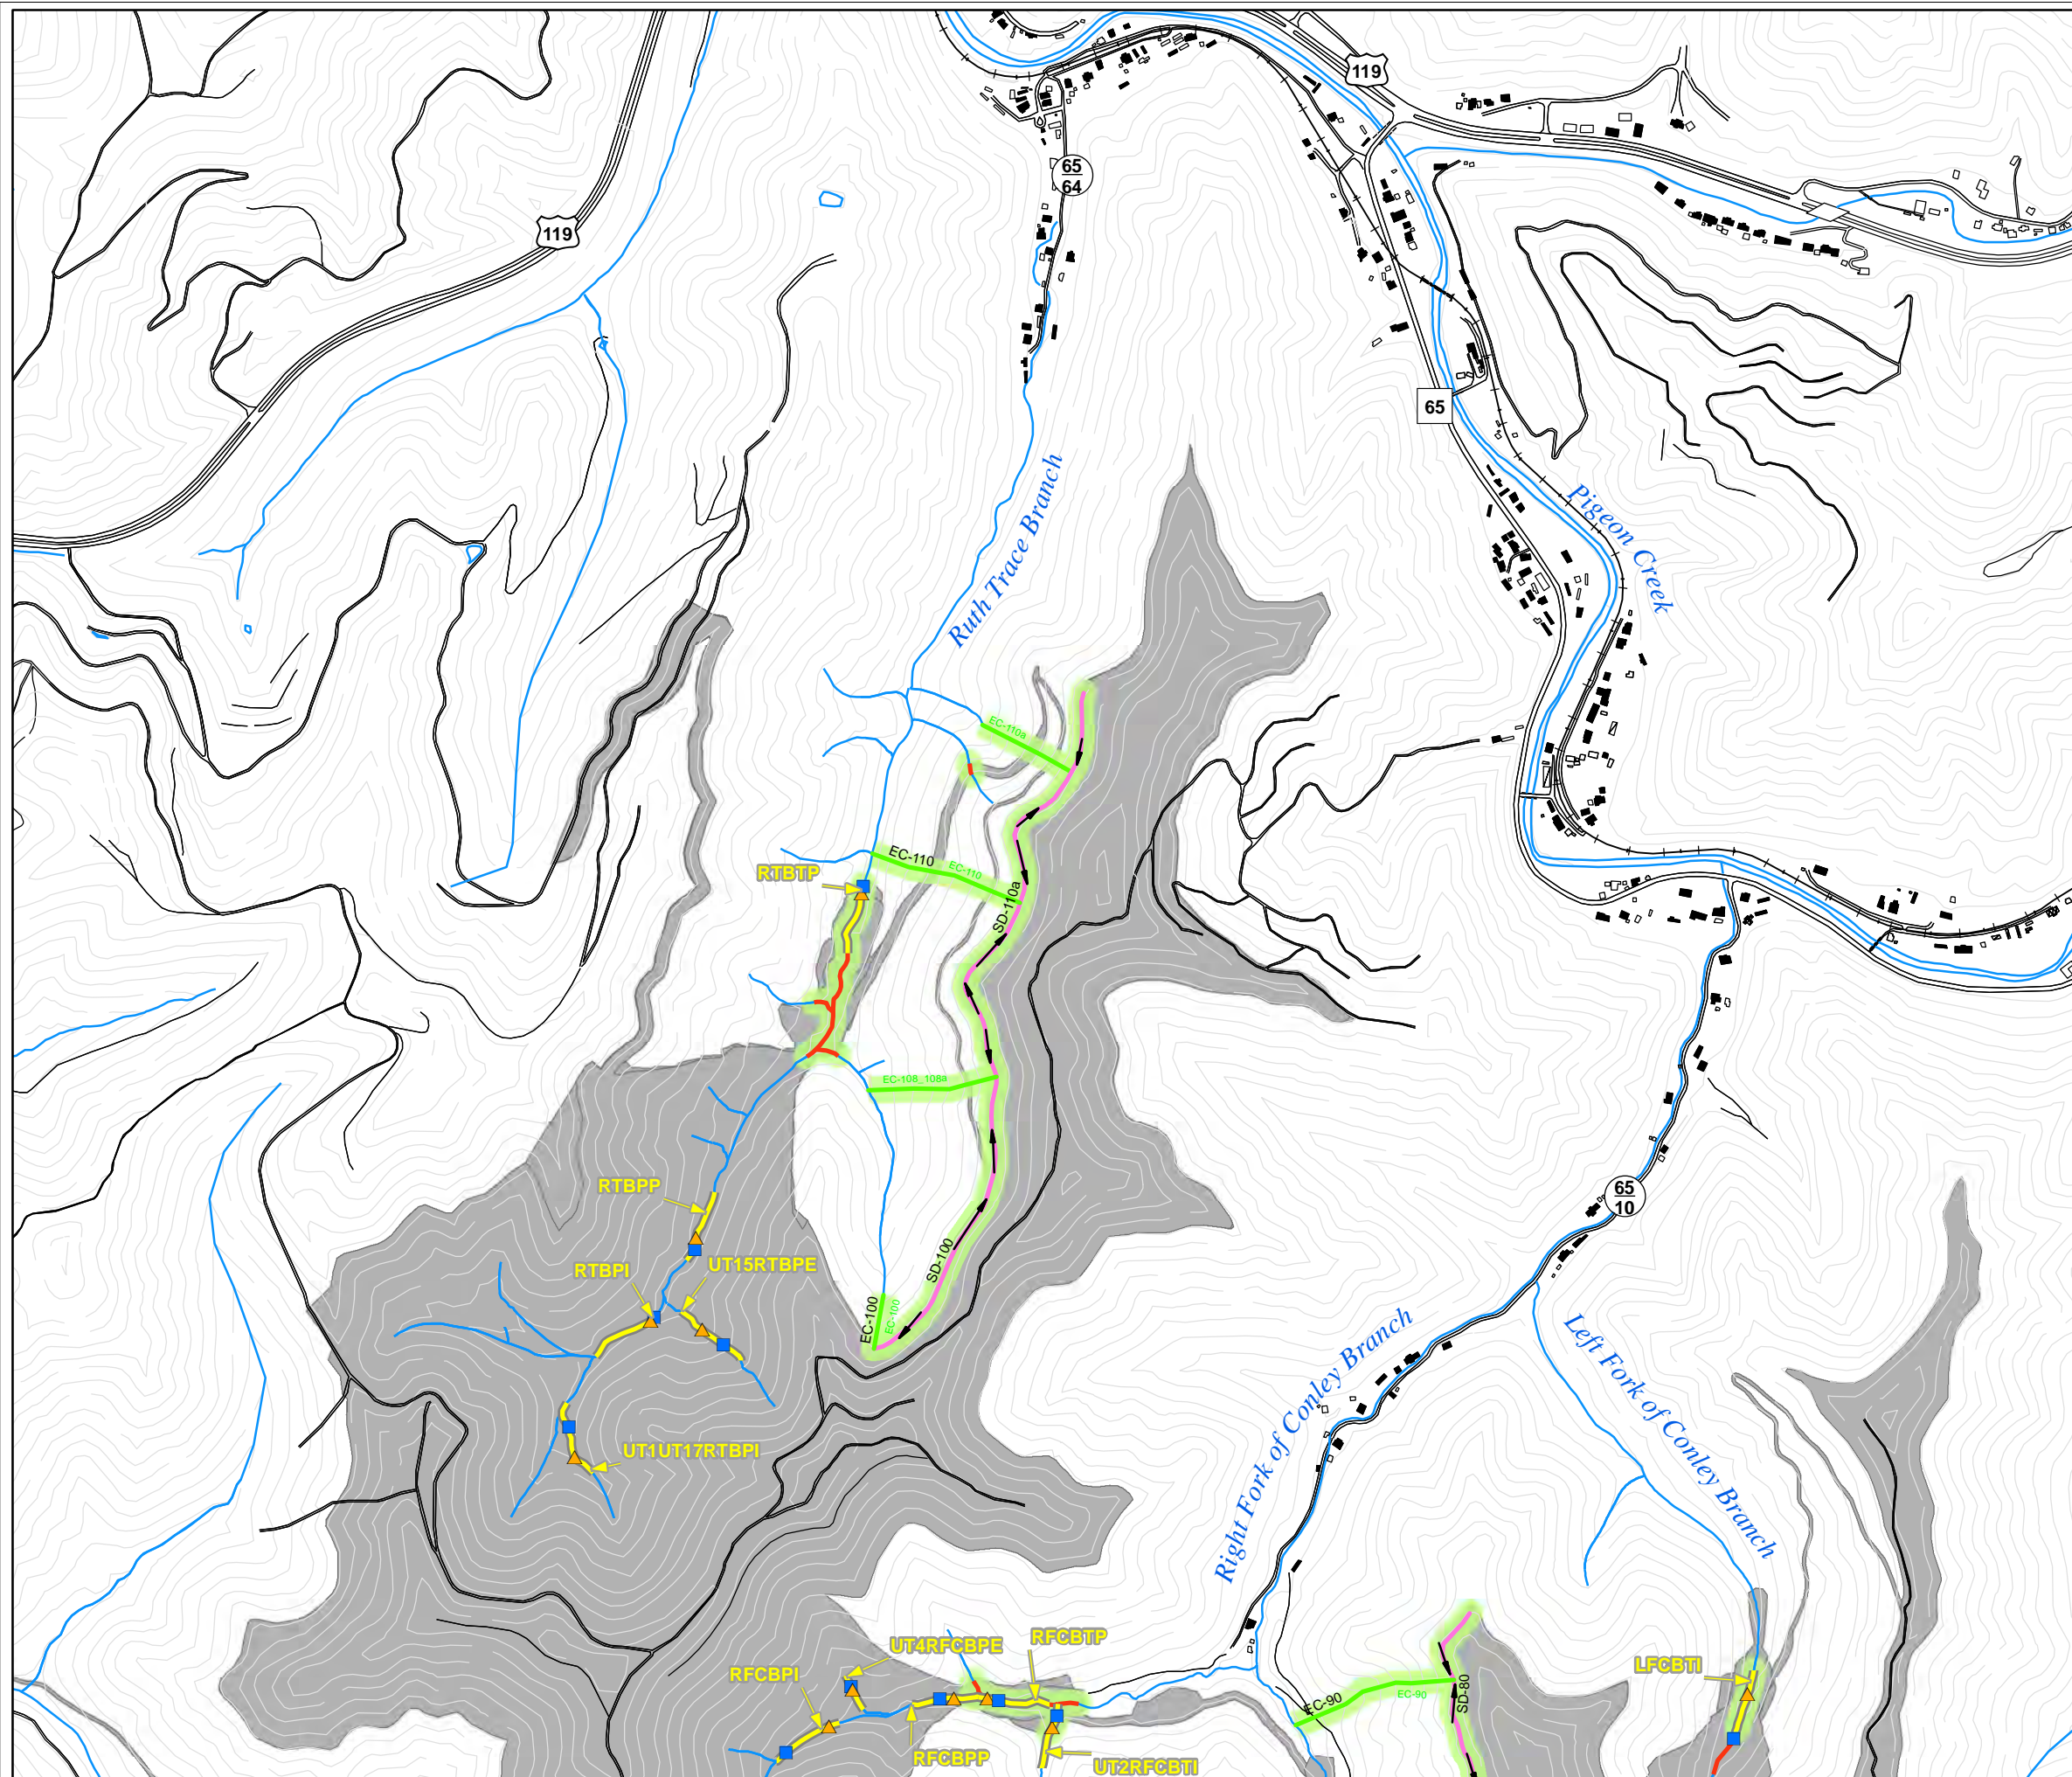 119
65
64
119
65
Pigeon Creek
Ruth Trace Branch
EC-110a
EC-110
EC-110
RTBTP
SD-110a
EC-108_108a
RTBPP
65
10
SD-100
UT15RTBPE
RTBPI
EC-100
EC-100
Right Fork of Conley Branch
Left Fork of Conley Branch
UT1UT17RTBPI
UT4RFCBPE
RFCBTP
RFCBPI
LFCBTI
EC-90
EC-90
SD-80
RFCBPP
UT2RFCBTI